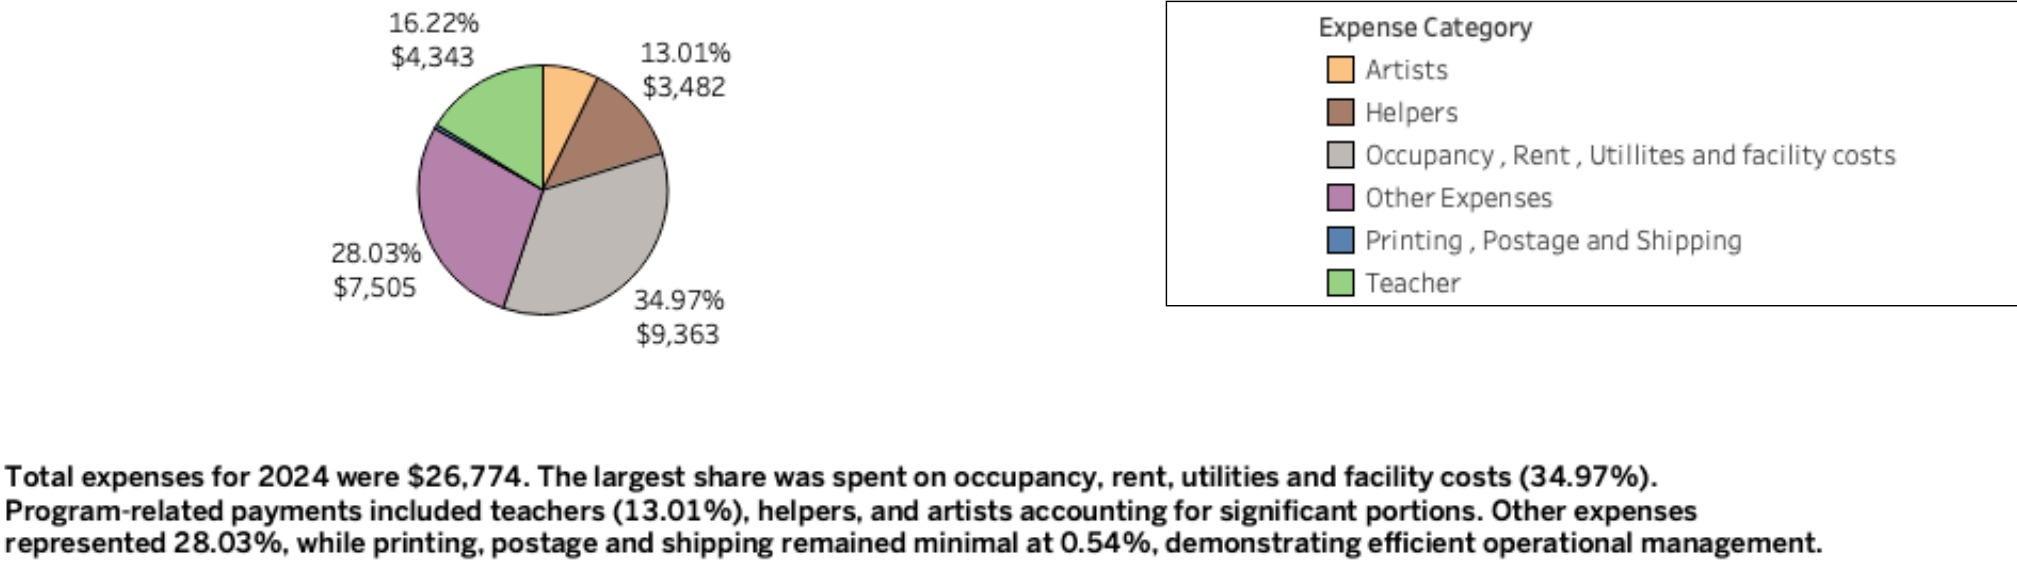 16.22%
$4,343
13.01%
$3,482
28.03%
$7,505
34.97%
$9,363
Expense Category
Artists
Helpers
Occupancy , Rent , Utillites and facility costs
Other Expenses
Printing , Postage and Shipping
Teacher
Total expenses for 2024 were $26,774. The largest share was spent on occupancy, rent, utilities and facility costs (34.97%).
Program-related payments included teachers (13.01%), helpers, and artists accounting for significant portions. Other expenses
represented 28.03%, while printing, postage and shipping remained minimal at 0.54%, demonstrating efficient operational management.